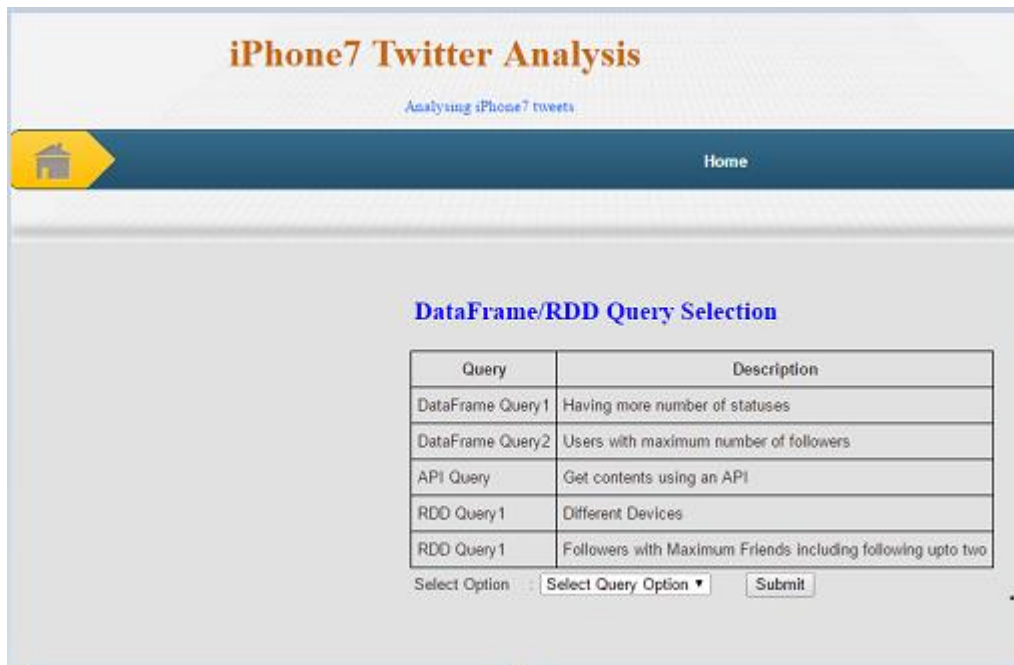 iPhone7 Twitter Analysis
Analysing iPhone7 tweets
Home
DataFrame/RDD Query Selection
Query Description
DataFrame Query1 Having more number of statuses
DataFrame Query2 Users with maximum number of followers
API Query Get contents using an API
RDD Query1 Different Devices
RDD Query1 Followers with Maximum Friends including following upto two
Select Option : Select Query Option Submit